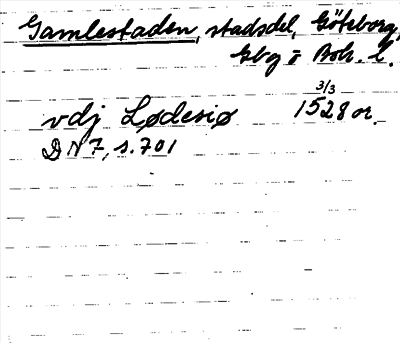 Gamlestaden, stadsdel, Göteborg,
Gbg o Boh. l.
3/3
vdj Lødesiø 1528 or.
DN 7, s. 701